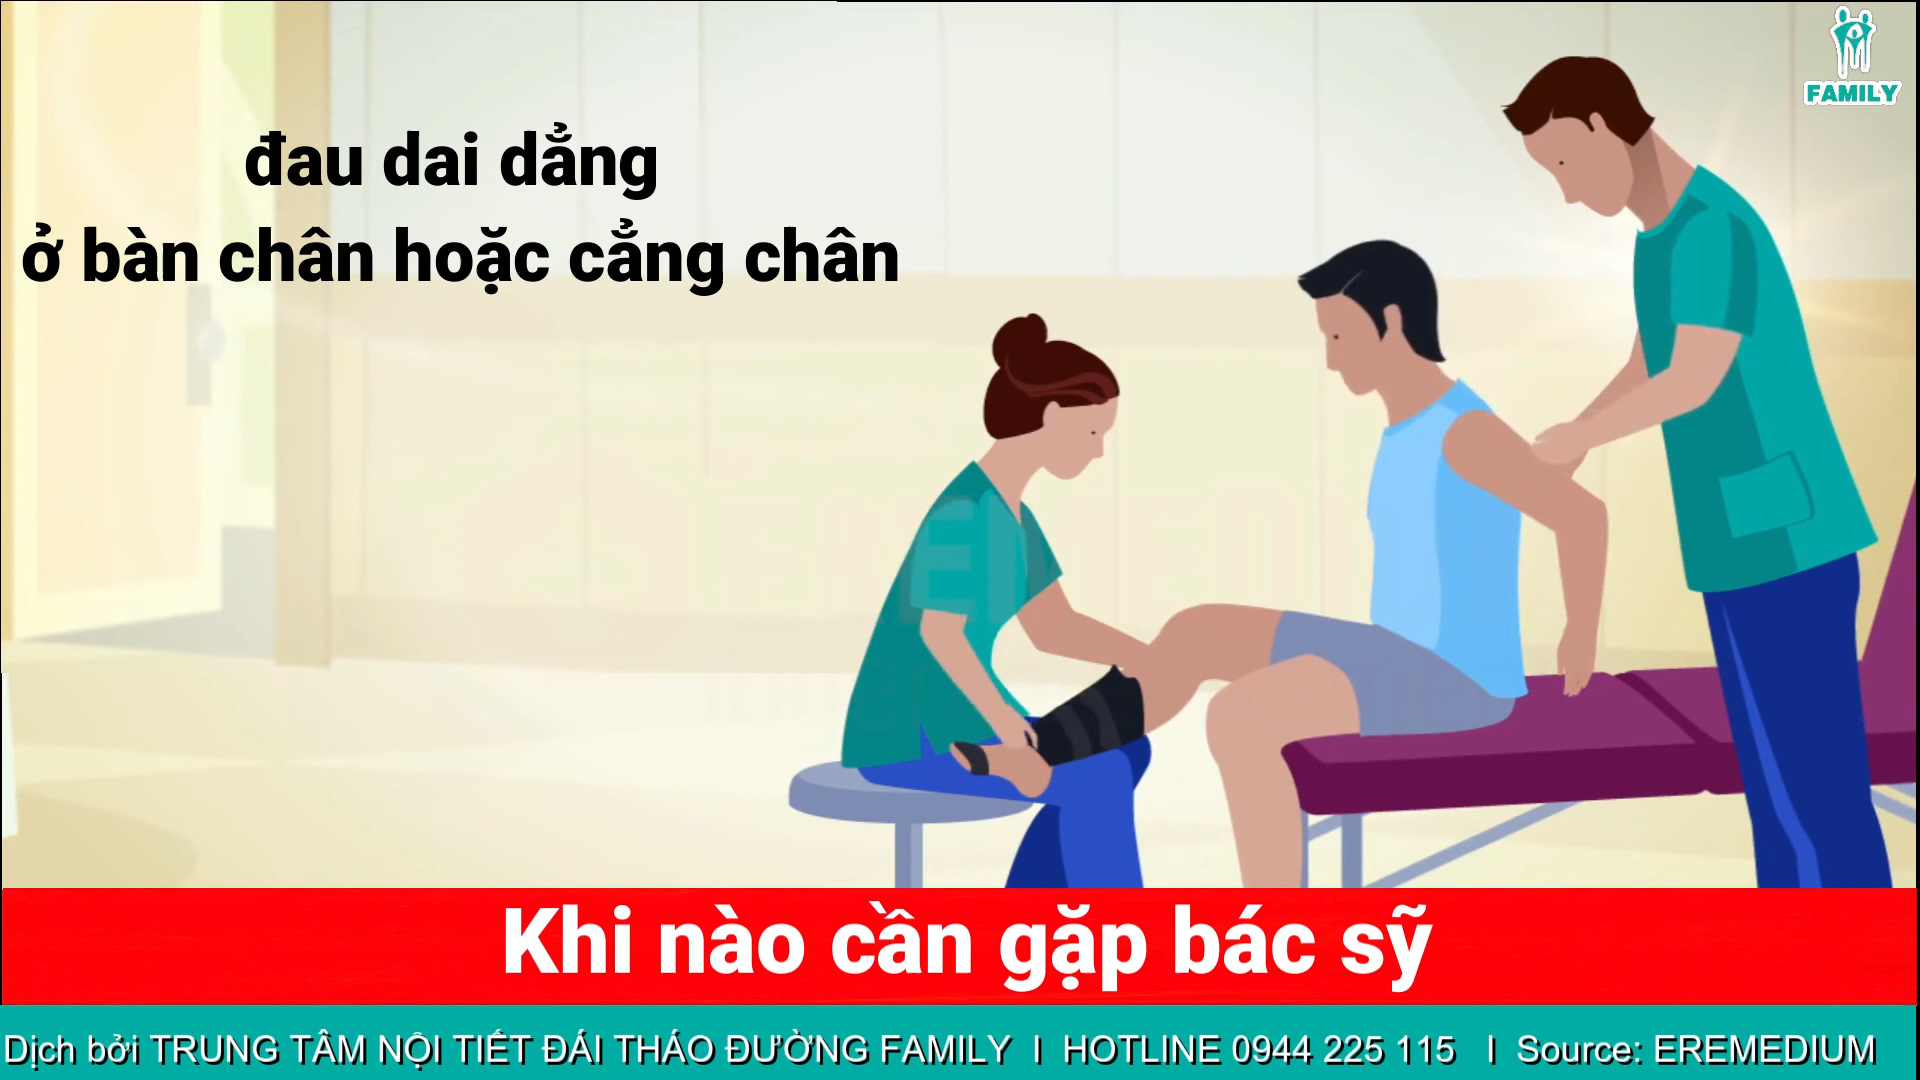 FAMILY
đau dai dẳng
ở bàn chân hoặc cẳng chân
Khi nào cần gặp bác sỹ
Dịch bởi TRUNG TÂM NỘI TIẾT ĐÁI THÁO ĐƯỜNG FAMILY I HOTLINE 0944 225 115 I Source: EREMEDIUM